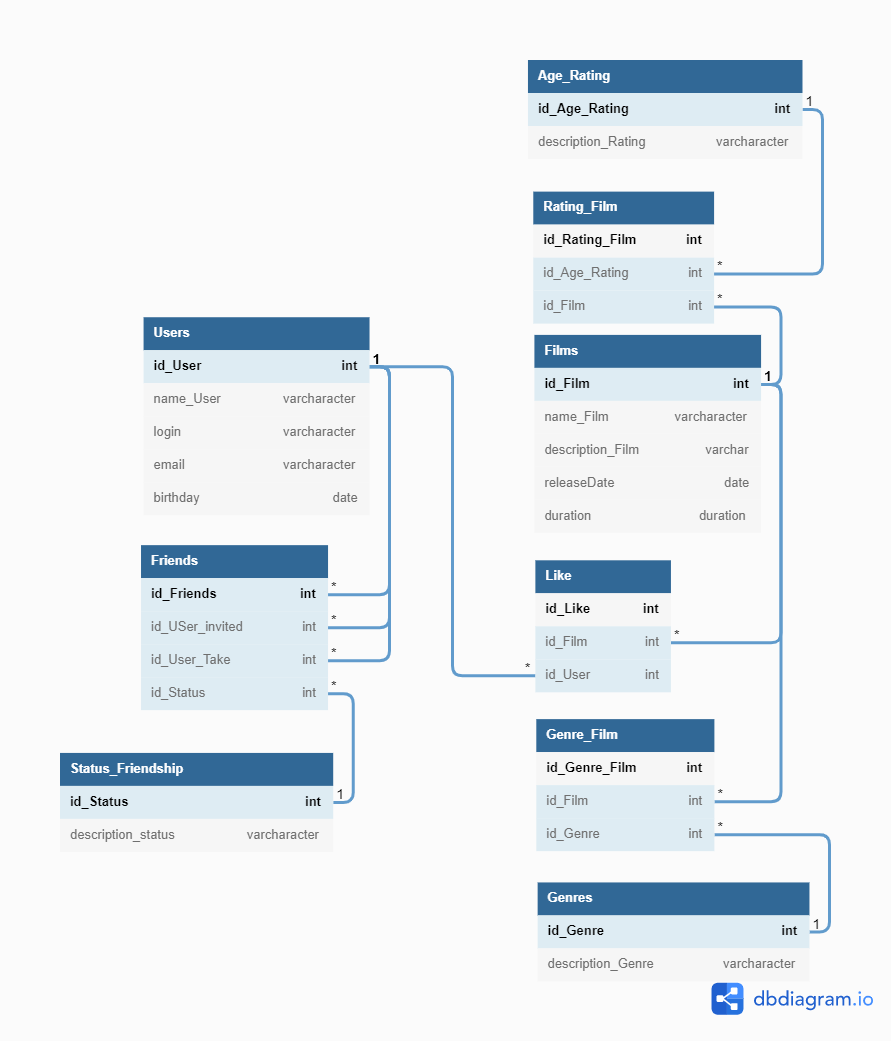 Age_Rating
id_Age_Rating int
1
description_Rating varcharacter
Rating_Film
id_Rating_Film int
id_Age_Rating int
*
id_Film int
*
Users
id_User int
1
name_User varcharacter
login varcharacter
email varcharacter
birthday date
Films
id_Film int
1
name_Film varcharacter
description_Film varchar
releaseDate date
duration duration
Friends
id_Friends int
*
id_USer_invited int
*
id_User_Take int
*
id_Status int
*
Like
id_Like int
id_Film int
*
*
id_User int
Status_Friendship
id_Status int
1
description_status varcharacter
Genre_Film
id_Genre_Film int
id_Film int
*
id_Genre int
*
Genres
id_Genre int
1
description_Genre varcharacter
dbdiagram.io